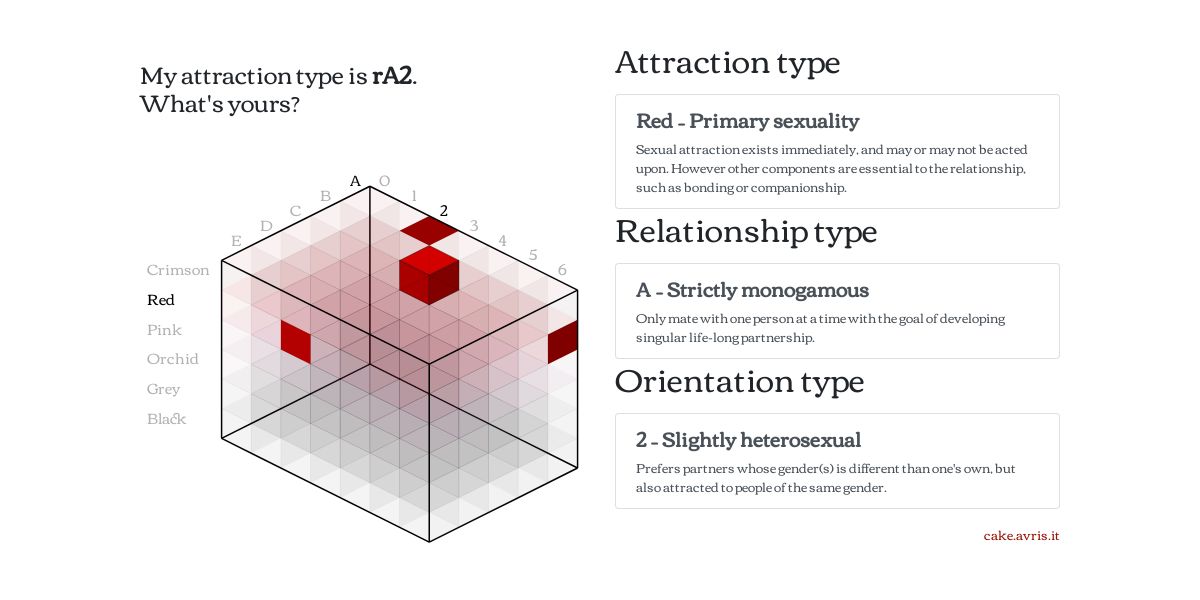 My attraction type is rA2.
What's yours?
A O
B 1
C 2
D 3
E 4
5
6
Crimson
Red
Pink
Orchid
Grey
Black
Attraction type
Red – Primary sexuality
Sexual attraction exists immediately, and may or may not be acted
upon. However other components are essential to the relationship,
such as bonding or companionship.
Relationship type
A – Strictly monogamous
Only mate with one person at a time with the goal of developing
singular life-long partnership.
Orientation type
2 – Slightly heterosexual
Prefers partners whose gender(s) is different than one's own, but
also attracted to people of the same gender.
cake.avris.it